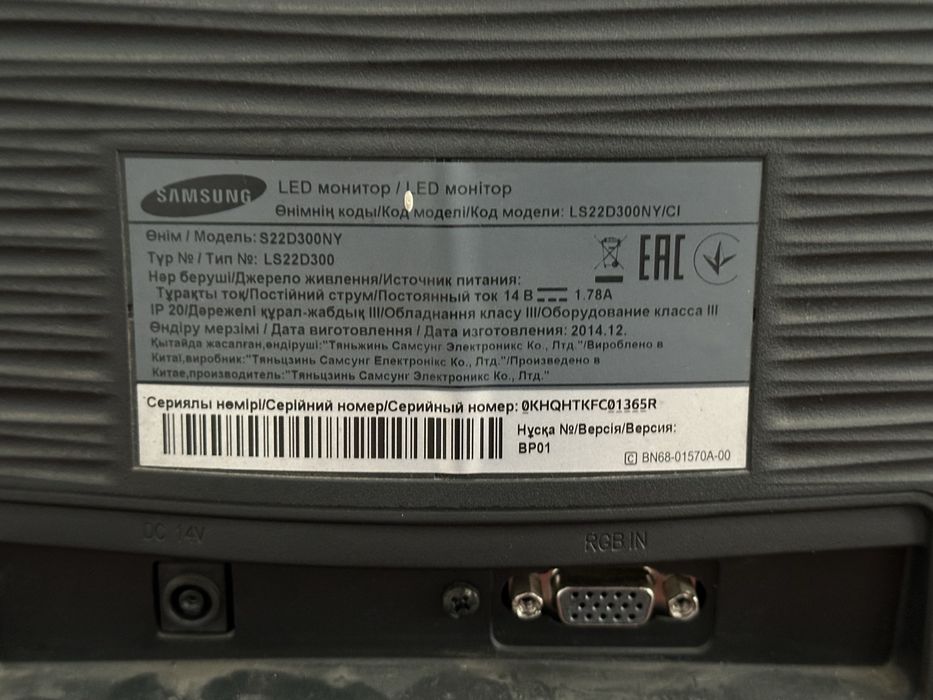 SAMSUNG
LED монитор / LED монітор
Өнімнің коды/Код моделі/Код модели: LS22D300NY/CI
Өнім / Модель: S22D300NY
Түр № / Тип №: LS22D300
Нәр беруші/Джерело живлення/Источник питания:
Тұрақты тоқ/Постійний струм/Постоянный ток 14 В 1.78A
IP 20/Дәрежелі құрал-жабдық III/Обладнання класу III/Оборудование класса III
Өндіру мерзімі / Дата виготовлення / Дата изготовления: 2014.12.
Қытайда жасалған,өндіруші:"Тяньжинь Самсунг Электроникс Ко., Лтд."/Вироблено в
Китаї,виробник:"Тяньцзинь Самсунг Електронікс Ко., Лтд."/Произведено в
Китае,производитель:"Тяньцзинь Самсунг Электроникс Ко., Лтд."
EAC
Сериялы нөмірі/Серійний номер/Серийный номер: 0KHQHTKFC01365R
Нұсқа №/Версія/Версия:
BP01
C BN68-01570A-00
DC 14V
RGB IN